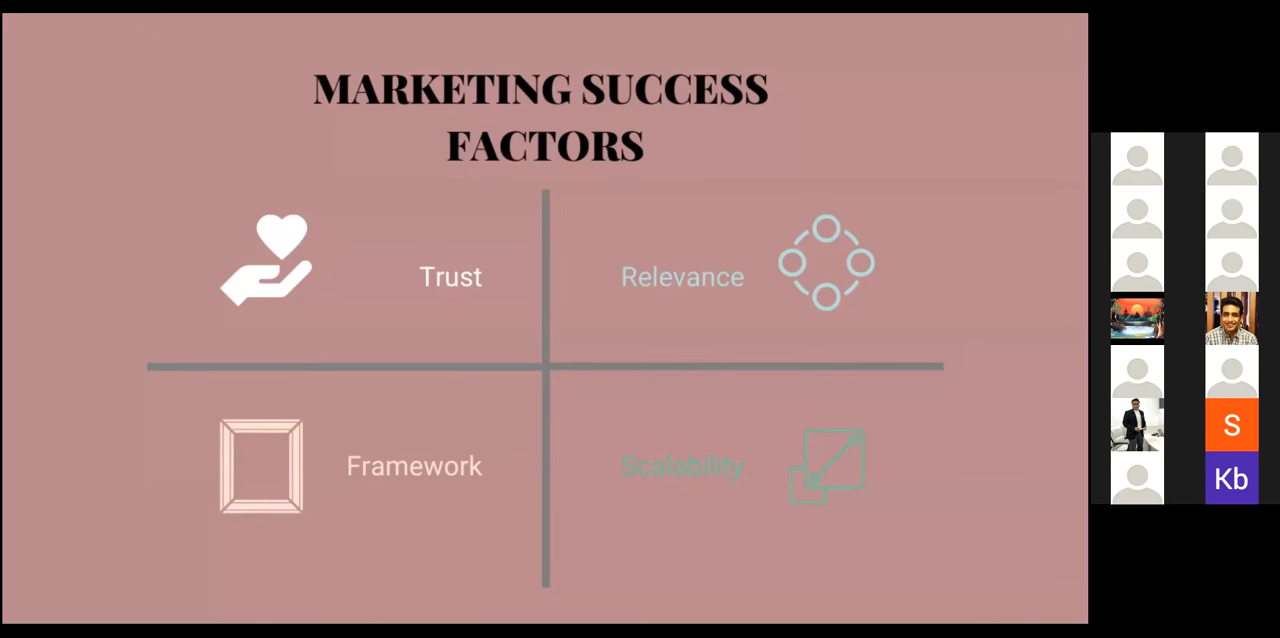 MARKETING SUCCESS
FACTORS
Trust
Relevance
Framework
Scalability
S
Kb